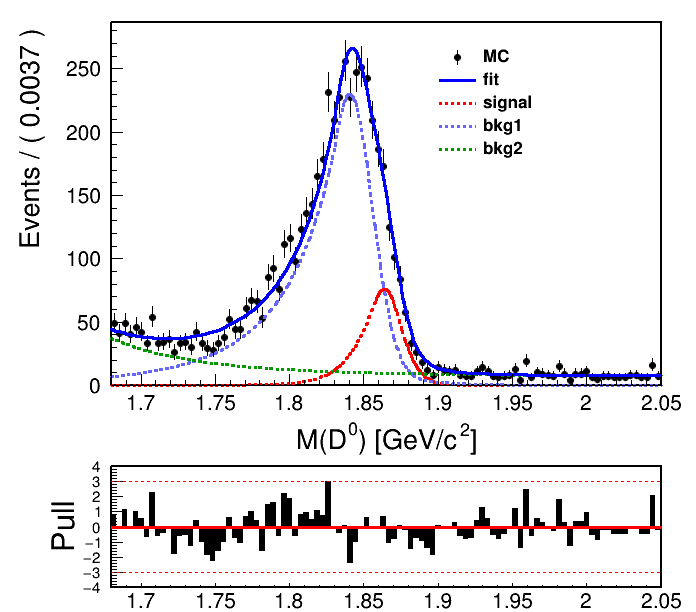 Events / ( 0.0037 )
250
200
150
100
50
0
MC
fit
signal
bkg1
bkg2
1.7 1.75 1.8 1.85 1.9 1.95 2 2.05
M(D⁰) [GeV/c²]
Pull
4
3
2
1
0
−1
−2
−3
−4
1.7 1.75 1.8 1.85 1.9 1.95 2 2.05